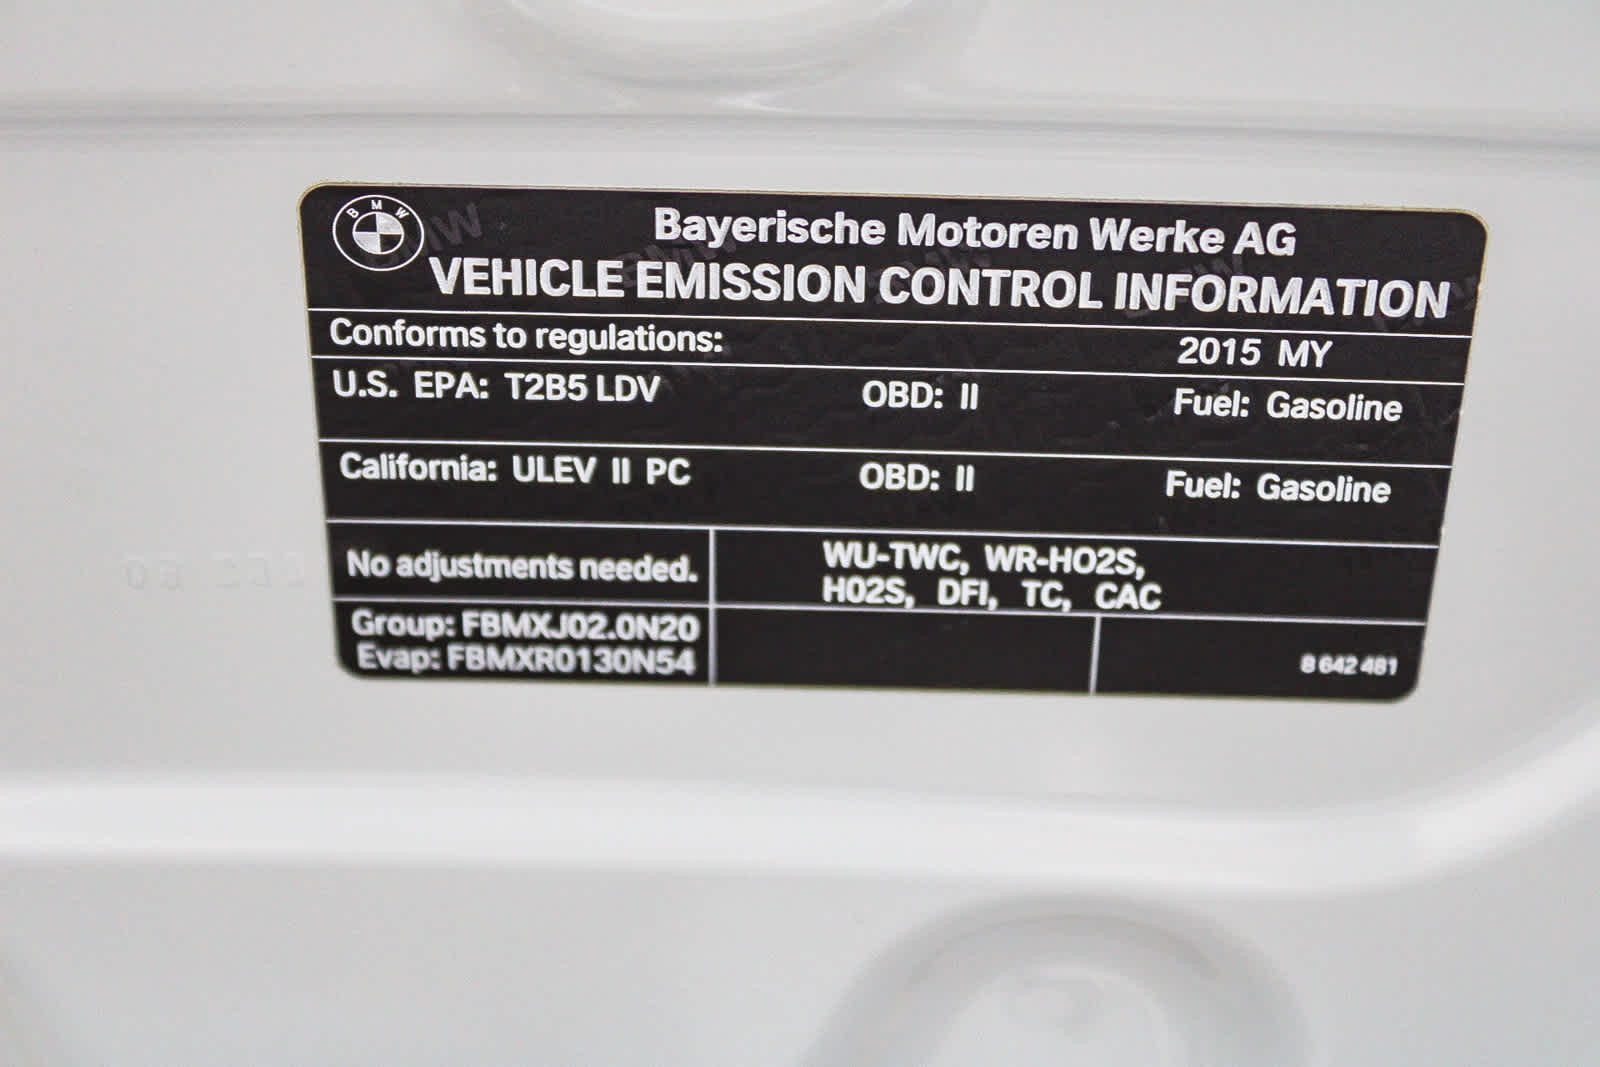 BMW
Bayerische Motoren Werke AG
VEHICLE EMISSION CONTROL INFORMATION
Conforms to regulations: 2015 MY
U.S. EPA: T2B5 LDV OBD: II Fuel: Gasoline
California: ULEV II PC OBD: II Fuel: Gasoline
No adjustments needed.
WU-TWC, WR-HO2S,
H02S, DFI, TC, CAC
Group: FBMXJ02.0N20
Evap: FBMXR0130N54
8 642 481